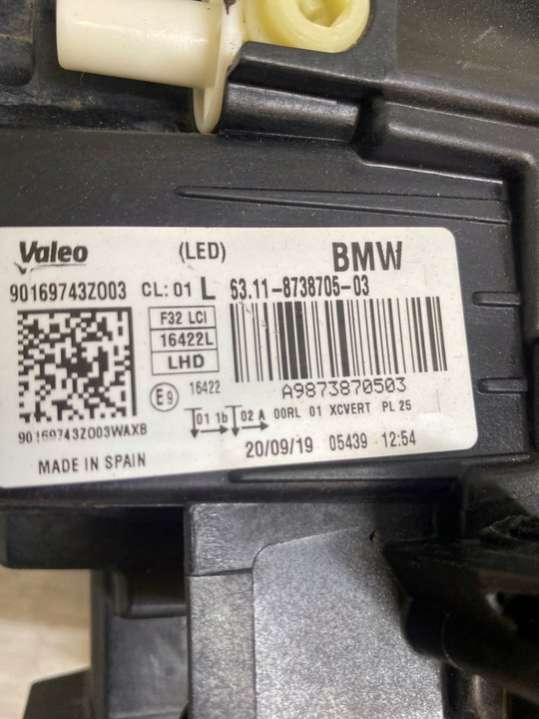 Valeo (LED) BMW
90169743Z003 CL: 01 L 63.11-8738705-03
F32 LCI
16422L
LHD
E9 16422
A9873870503
01 1b 02 A 00RL 01 XCVERT PL 25
90169743Z003WAXB
20/09/19 05439 12:54
MADE IN SPAIN